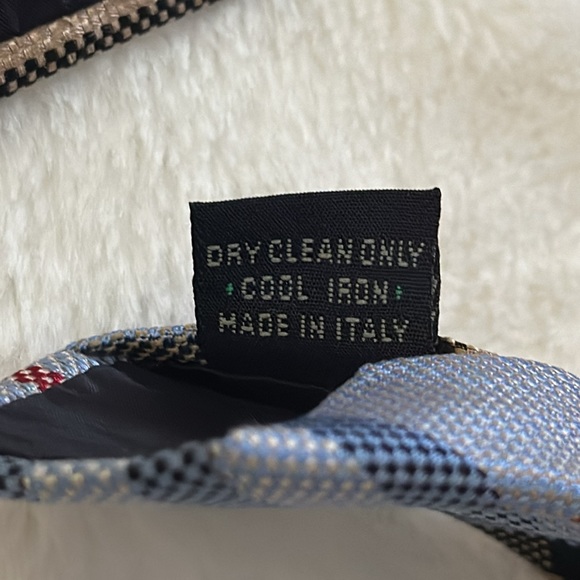 DRY CLEAN ONLY
• COOL IRON •
MADE IN ITALY